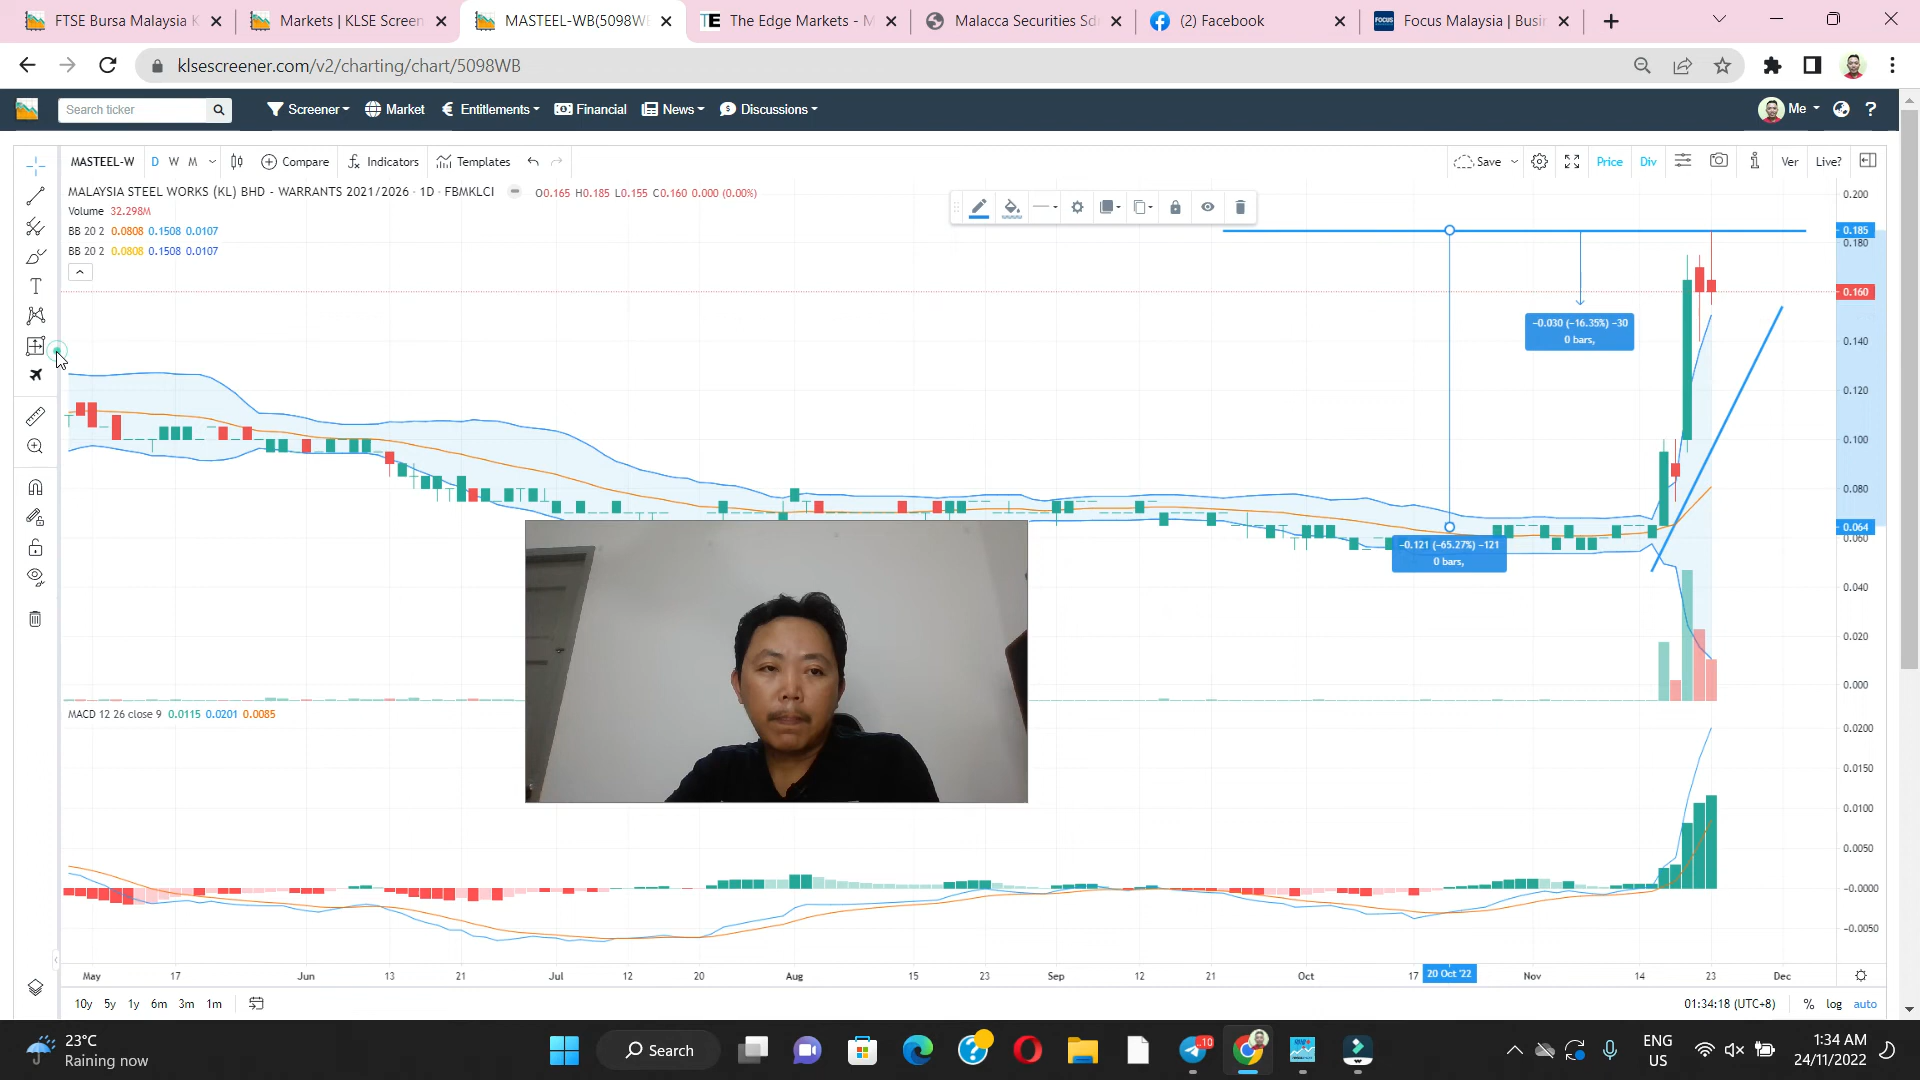 FTSE Bursa Malaysia K
Markets | KLSE Screen
MASTEEL-WB(5098WB
The Edge Markets - M
Malacca Securities Sd
(2) Facebook
FOCUS
Focus Malaysia | Busin
klsescreener.com/v2/charting/chart/5098WB
Search ticker
Screener
Market
Entitlements
Financial
News
Discussions
Me
MASTEEL-W
D W M
Compare
Indicators
Templates
Save
Price
Div
Ver
Live?
MALAYSIA STEEL WORKS (KL) BHD - WARRANTS 2021/2026 · 1D · FBMKLCI
O0.165 H0.185 L0.155 C0.160 0.000 (0.00%)
Volume 32.298M
BB 20 2 0.0808 0.1508 0.0107
BB 20 2 0.0808 0.1508 0.0107
0.200
0.185
0.180
0.160
0.140
0.120
0.100
0.080
0.064
0.060
0.040
0.020
0.000
−0.030 (−16.35%) −30
0 bars,
−0.121 (−65.27%) −121
0 bars,
MACD 12 26 close 9 0.0115 0.0201 0.0085
0.0200
0.0150
0.0100
0.0050
−0.0000
−0.0050
May 17 Jun 13 21 Jul 12 20 Aug 15 23 Sep 12 21 Oct 17 20 Oct '22 Nov 14 23 Dec
10y 5y 1y 6m 3m 1m
01:34:18 (UTC+8)
% log auto
23°C
Raining now
Search
10
ENG
US
1:34 AM
24/11/2022